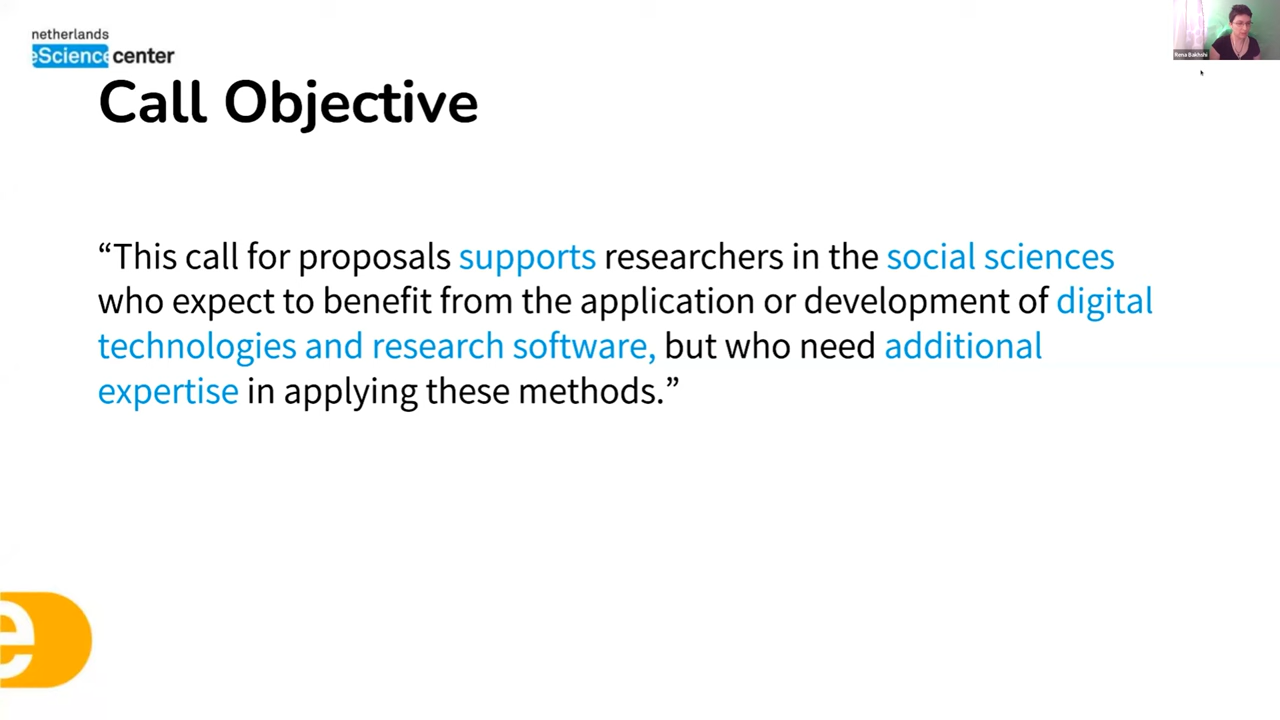 netherlands
eScience center
Rena Bakhshi
Call Objective
“This call for proposals supports researchers in the social sciences
who expect to benefit from the application or development of digital
technologies and research software, but who need additional
expertise in applying these methods.”
e